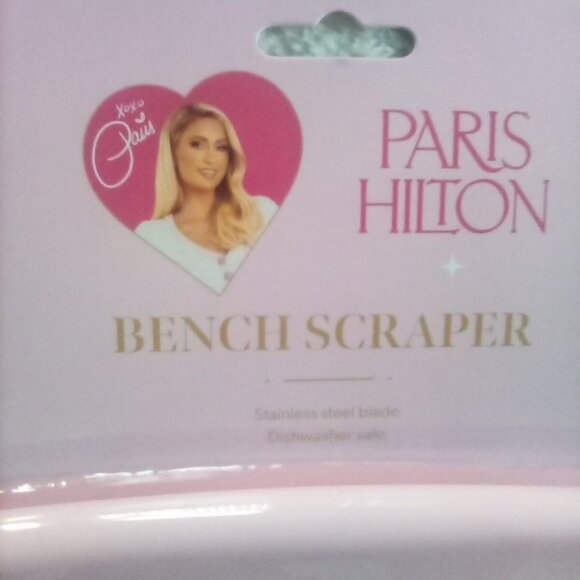 xoxo
Paris
PARIS
HILTON
BENCH SCRAPER
Stainless steel blade
Dishwasher safe